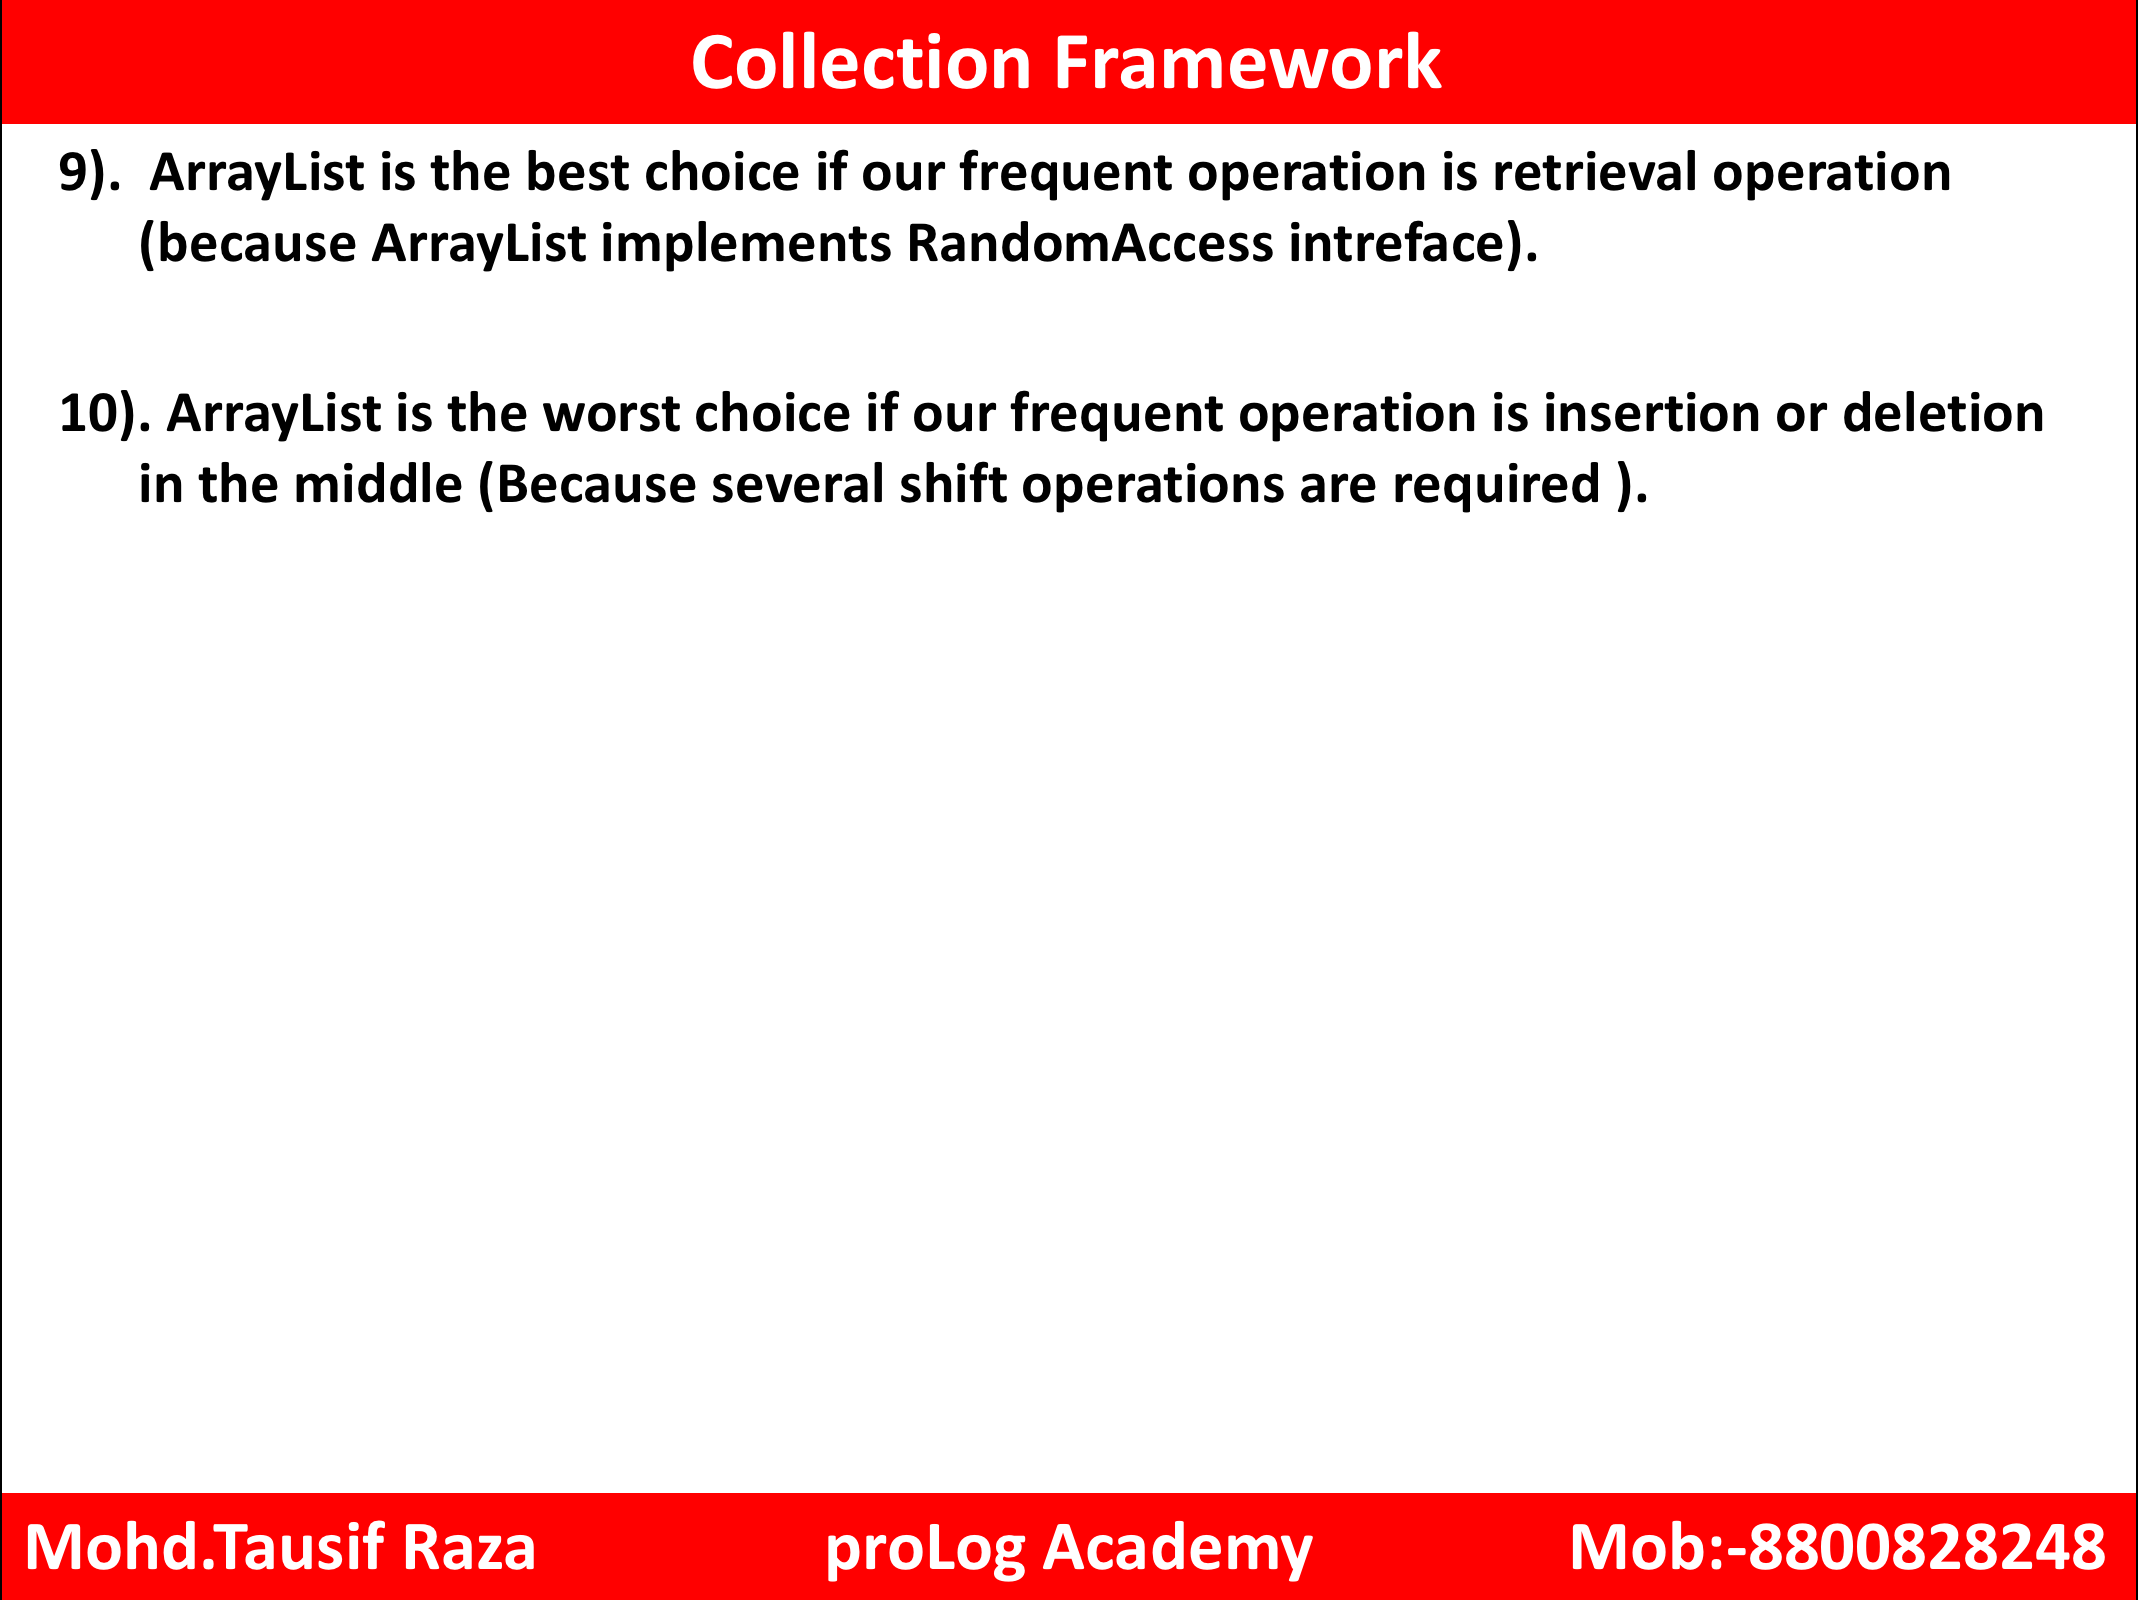 Collection Framework
9).  ArrayList is the best choice if our frequent operation is retrieval operation
(because ArrayList implements RandomAccess intreface).
10). ArrayList is the worst choice if our frequent operation is insertion or deletion
in the middle (Because several shift operations are required ).
Mohd.Tausif Raza proLog Academy Mob:-8800828248